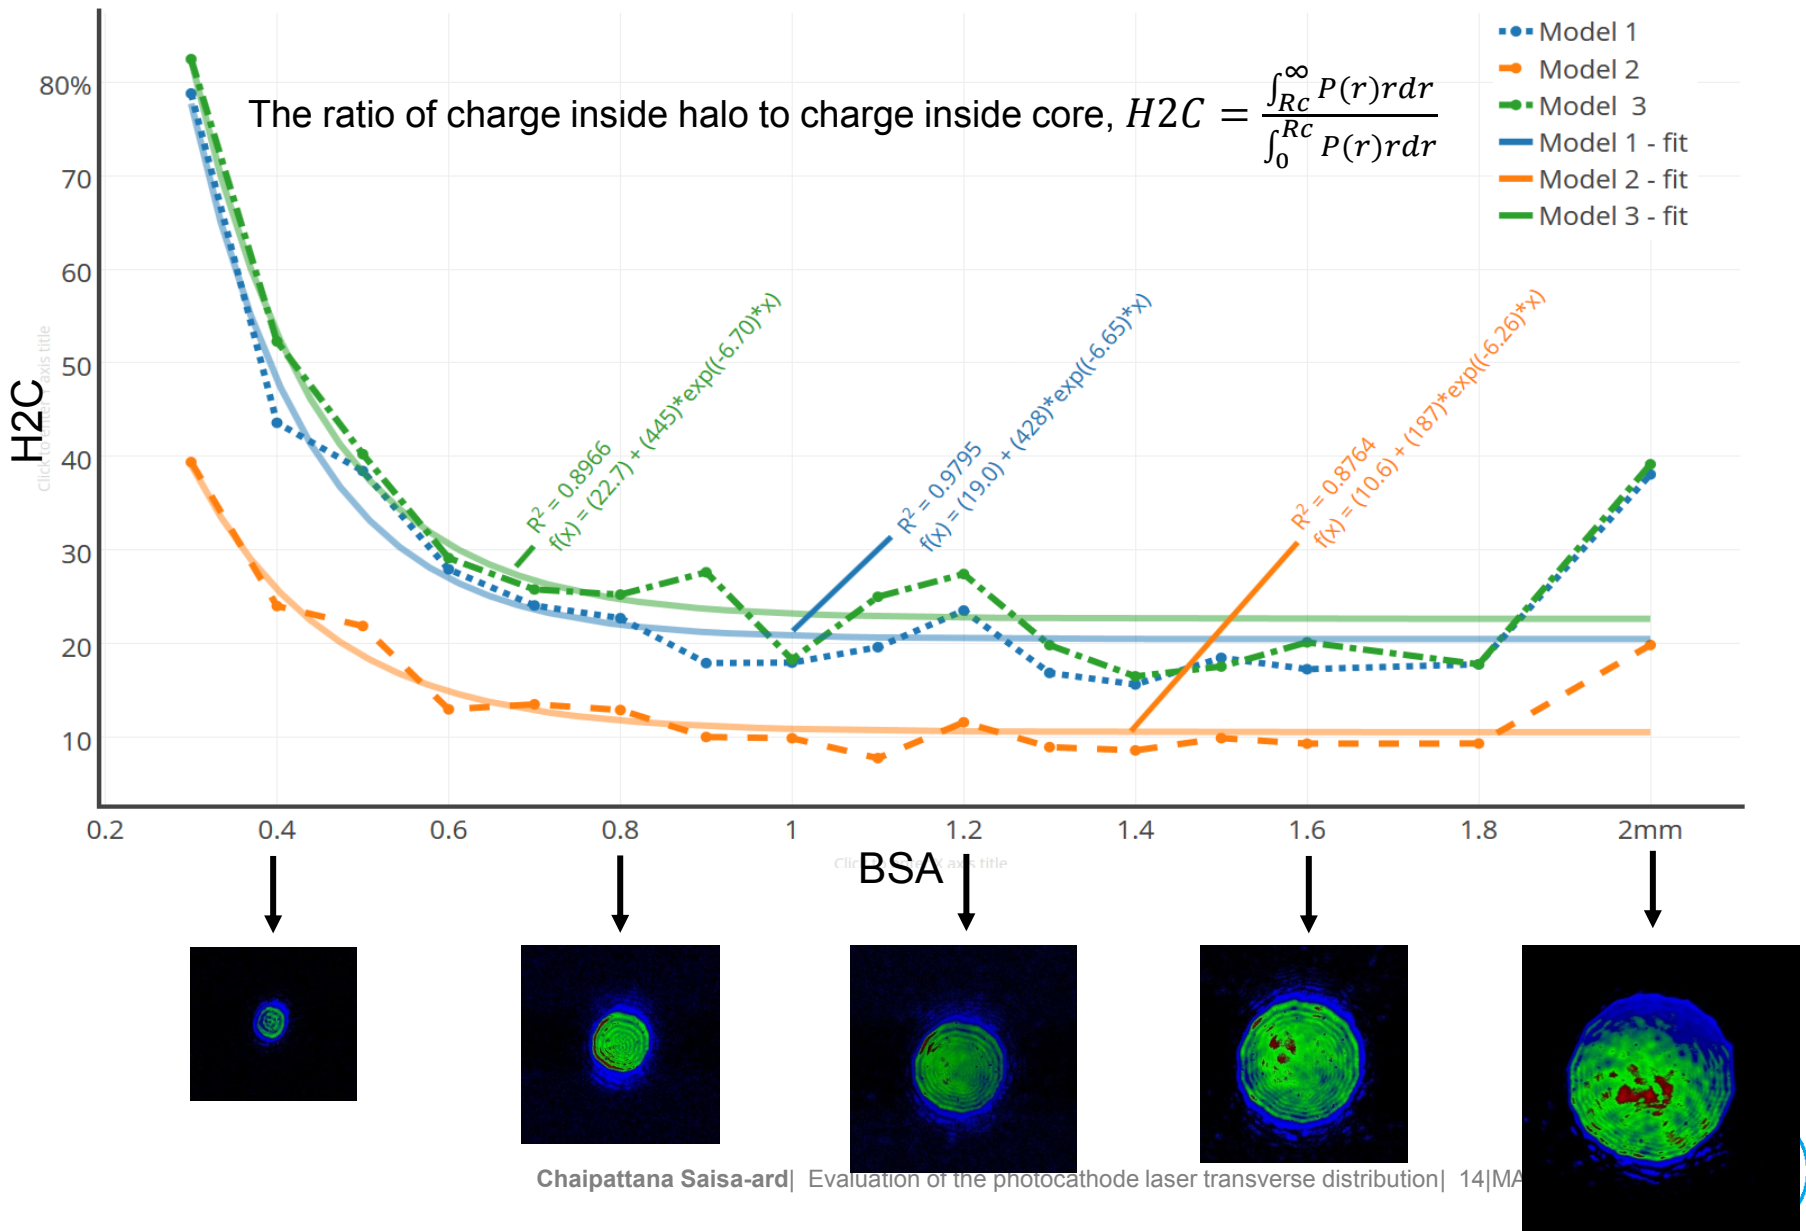 Model 1
Model 2
Model 3
Model 1 - fit
Model 2 - fit
Model 3 - fit
The ratio of charge inside halo to charge inside core, H2C = ∫_{Rc}^{∞} P(r)rdr / ∫_{0}^{Rc} P(r)rdr
80%
70
60
50
40
30
20
10
H2C
R² = 0.8966
f(x) = (22.7) + (445)*exp((-6.70)*x)
R² = 0.9795
f(x) = (19.0) + (428)*exp((-6.65)*x)
R² = 0.8764
f(x) = (10.6) + (187)*exp((-6.26)*x)
0.2 0.4 0.6 0.8 1 1.2 1.4 1.6 1.8 2mm
BSA
Chaipattana Saisa-ard| Evaluation of the photocathode laser transverse distribution| 14|MA